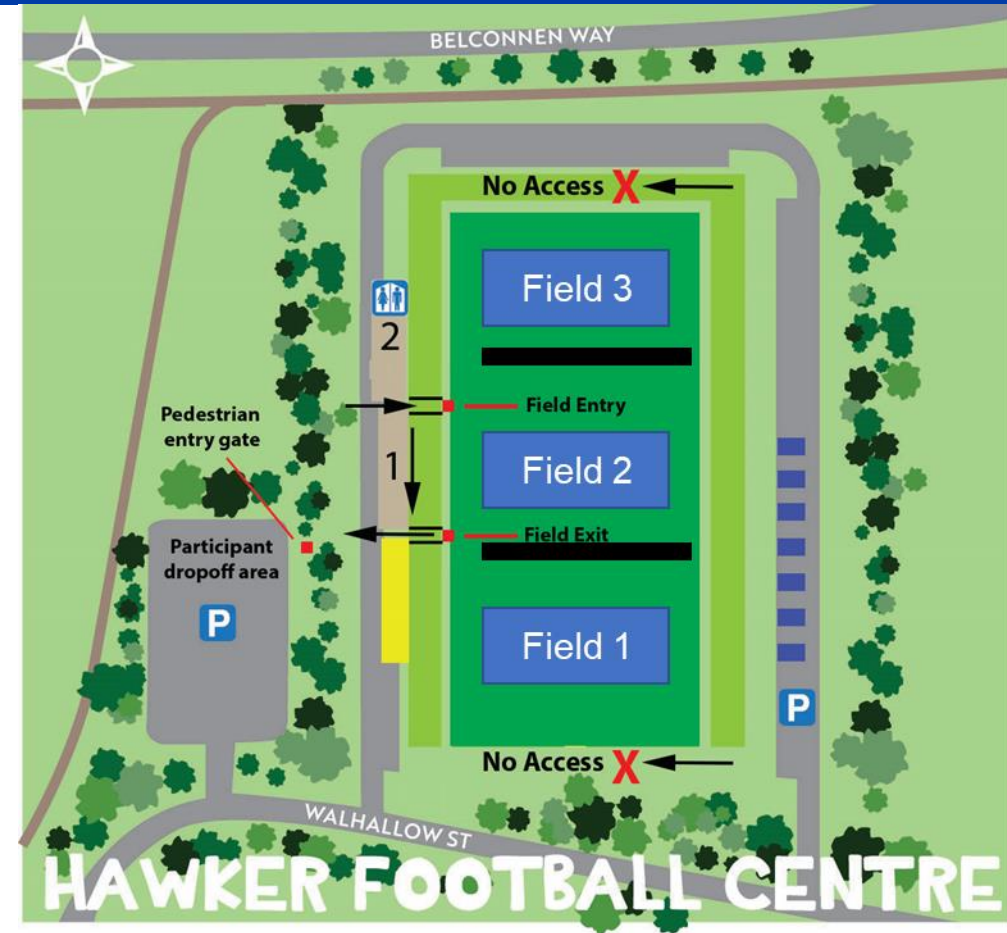 BELCONNEN WAY
No Access X
Field 3
2
Field Entry
Pedestrian
entry gate
1
Field 2
Field Exit
Participant
dropoff area
P
Field 1
P
No Access X
WALHALLOW ST
HAWKER FOOTBALL CENTRE